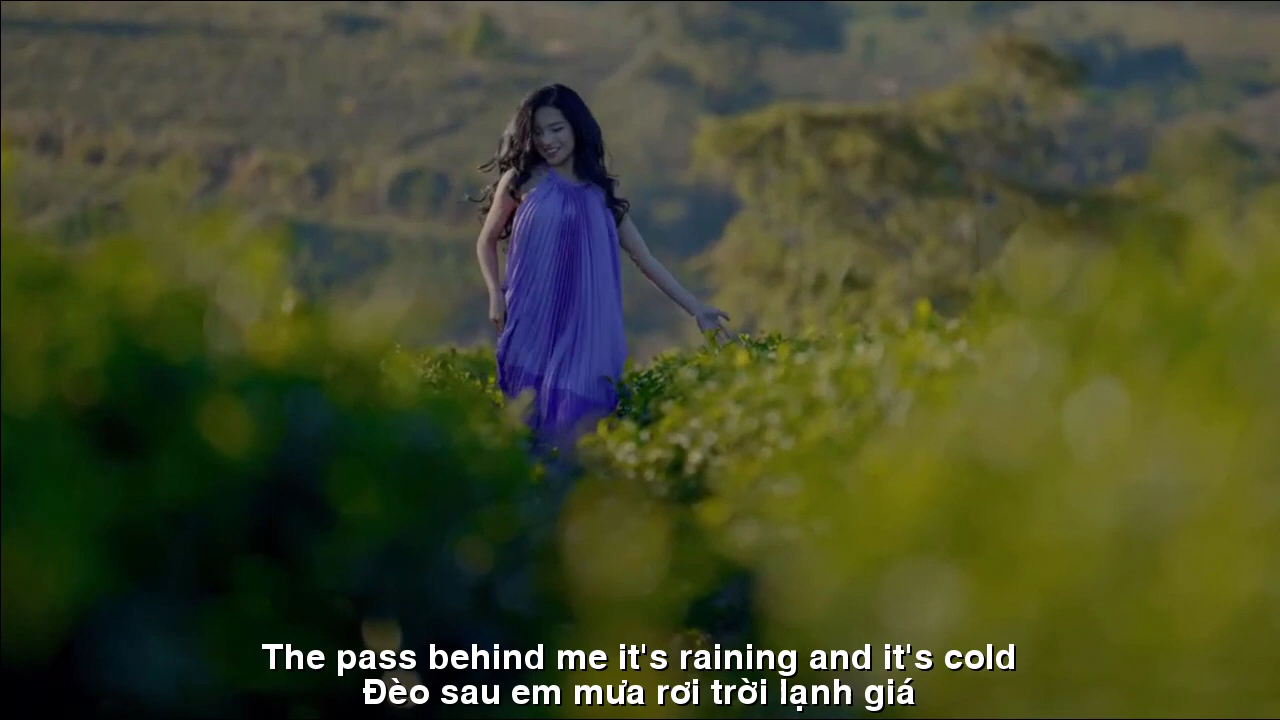 The pass behind me it's raining and it's cold
Đèo sau em mưa rơi trời lạnh giá